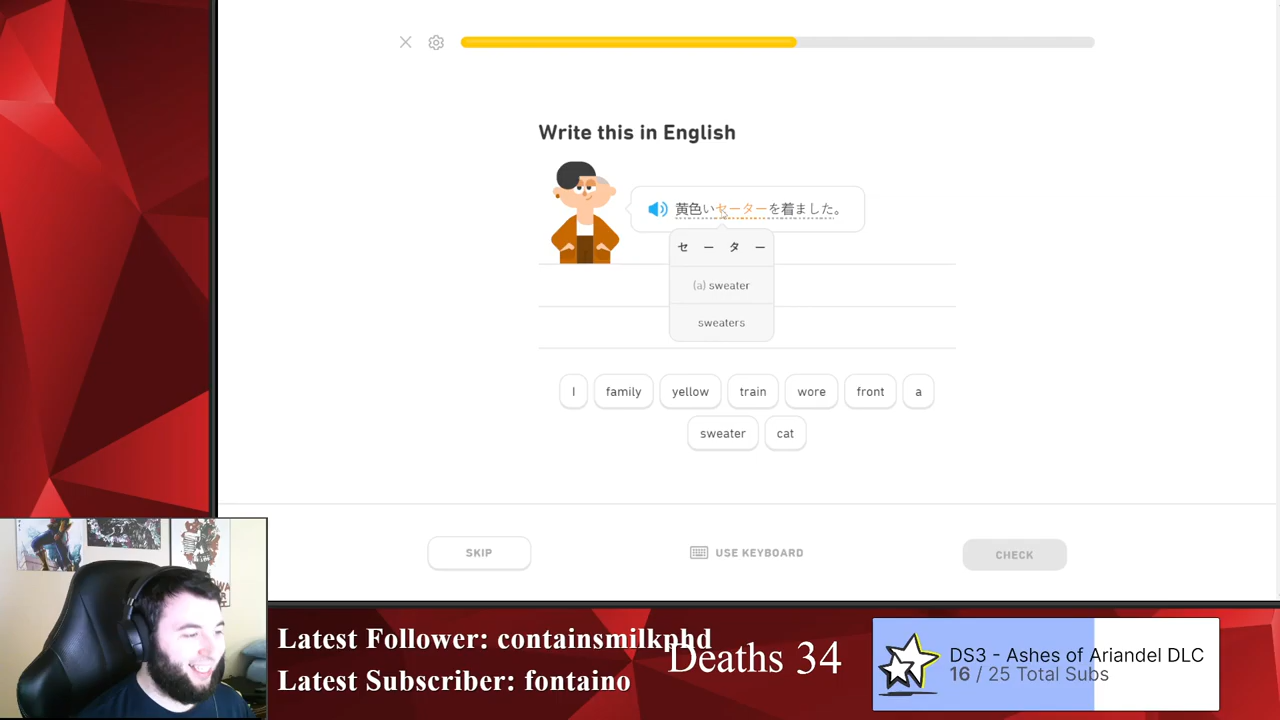 Write this in English
黄色いセーターを着ました。
セ ー タ ー
(a) sweater
sweaters
I family yellow train wore front a
sweater cat
SKIP
USE KEYBOARD
CHECK
Latest Follower: containsmilkphd
Latest Subscriber: fontaino
Deaths 34
DS3 - Ashes of Ariandel DLC
16 / 25 Total Subs